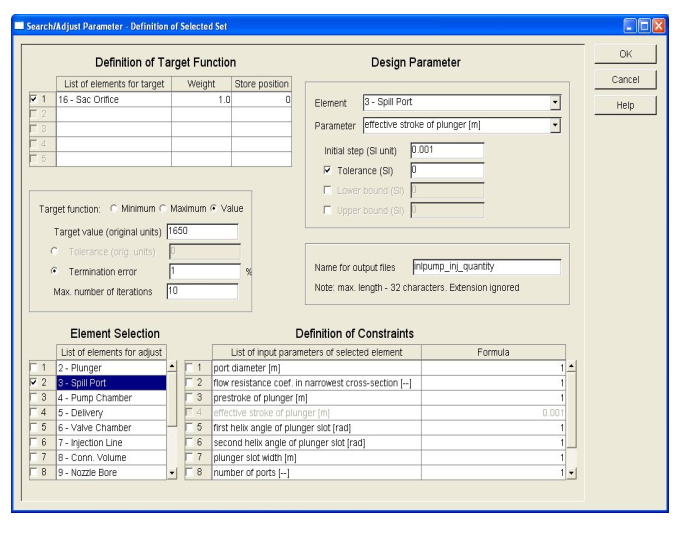 Search/Adjust Parameter - Definition of Selected Set
Definition of Target Function
List of elements for target Weight Store position
1 16 - Sac Orifice 1.0 0
2
3
4
5
Target function: Minimum Maximum Value
Target value (original units) 1650
Tolerance (orig. units) 0
Termination error 1 %
Max. number of iterations 10
Design Parameter
Element 3 - Spill Port
Parameter effective stroke of plunger [m]
Initial step (SI unit) 0.001
Tolerance (SI) 0
Lower bound (SI) 0
Upper bound (SI) 0
Name for output files inlpump_inj_quantity
Note: max. length - 32 characters. Extension ignored
OK
Cancel
Help
Element Selection
List of elements for adjust
1 2 - Plunger
2 3 - Spill Port
3 4 - Pump Chamber
4 5 - Delivery
5 6 - Valve Chamber
6 7 - Injection Line
7 8 - Conn. Volume
8 9 - Nozzle Bore
Definition of Constraints
List of input parameters of selected element Formula
1 port diameter [m] 1
2 flow resistance coef. in narrowest cross-section [--] 1
3 prestroke of plunger [m] 1
4 effective stroke of plunger [m] 0.001
5 first helix angle of plunger slot [rad] 1
6 second helix angle of plunger slot [rad] 1
7 plunger slot width [m] 1
8 number of ports [--] 1